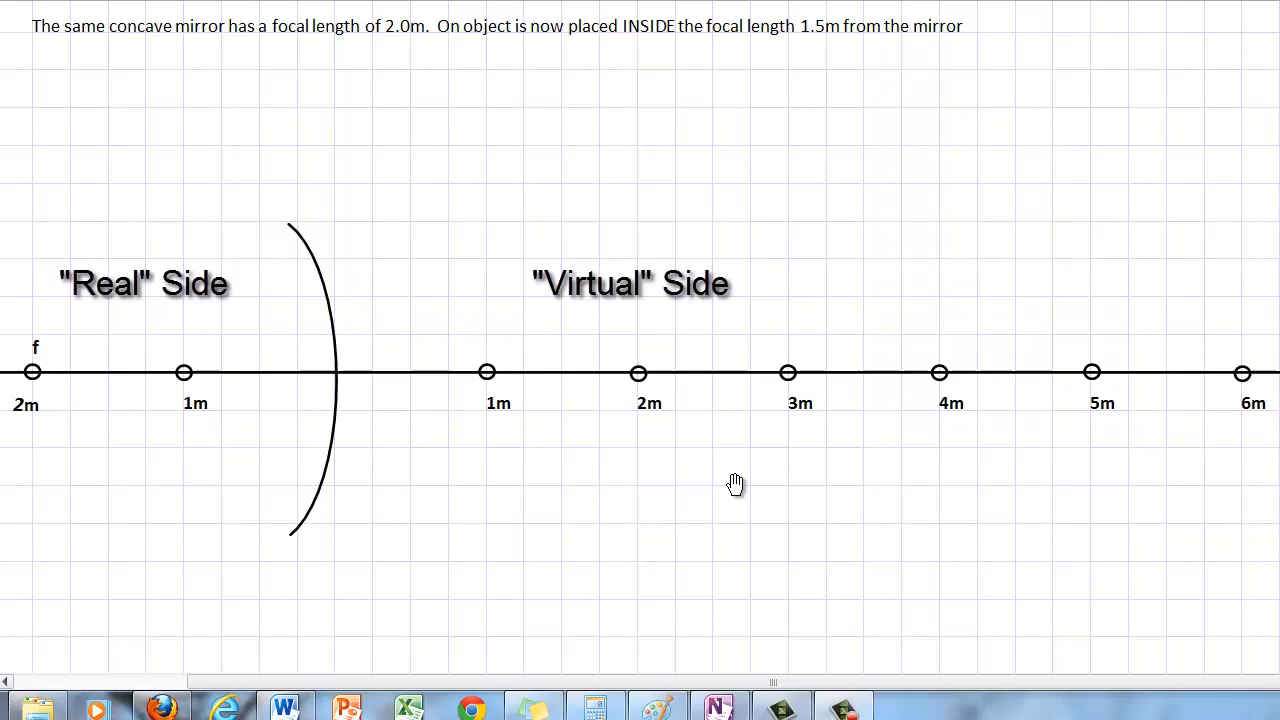 The same concave mirror has a focal length of 2.0m.  On object is now placed INSIDE the focal length 1.5m from the mirror
"Real" Side
"Virtual" Side
f
2m
1m
1m
2m
3m
4m
5m
6m